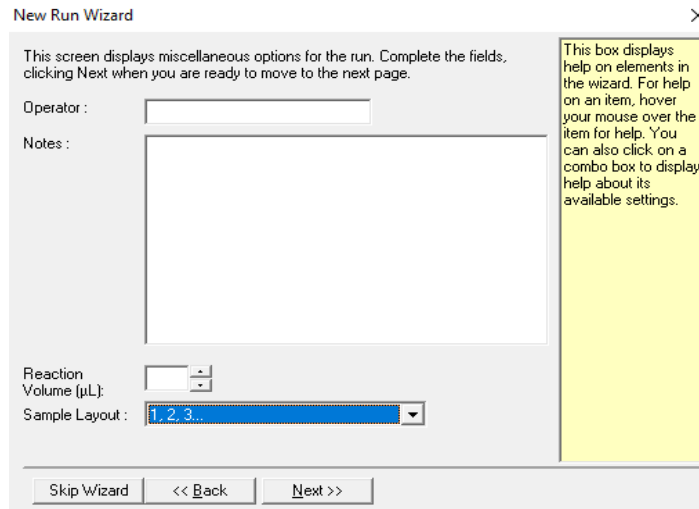 New Run Wizard
This screen displays miscellaneous options for the run. Complete the fields,
clicking Next when you are ready to move to the next page.
Operator :
Notes :
Reaction
Volume (µL):
Sample Layout :
1, 2, 3...
This box displays
help on elements in
the wizard. For help
on an item, hover
your mouse over the
item for help. You
can also click on a
combo box to display
help about its
available settings.
Skip Wizard
<< Back
Next >>